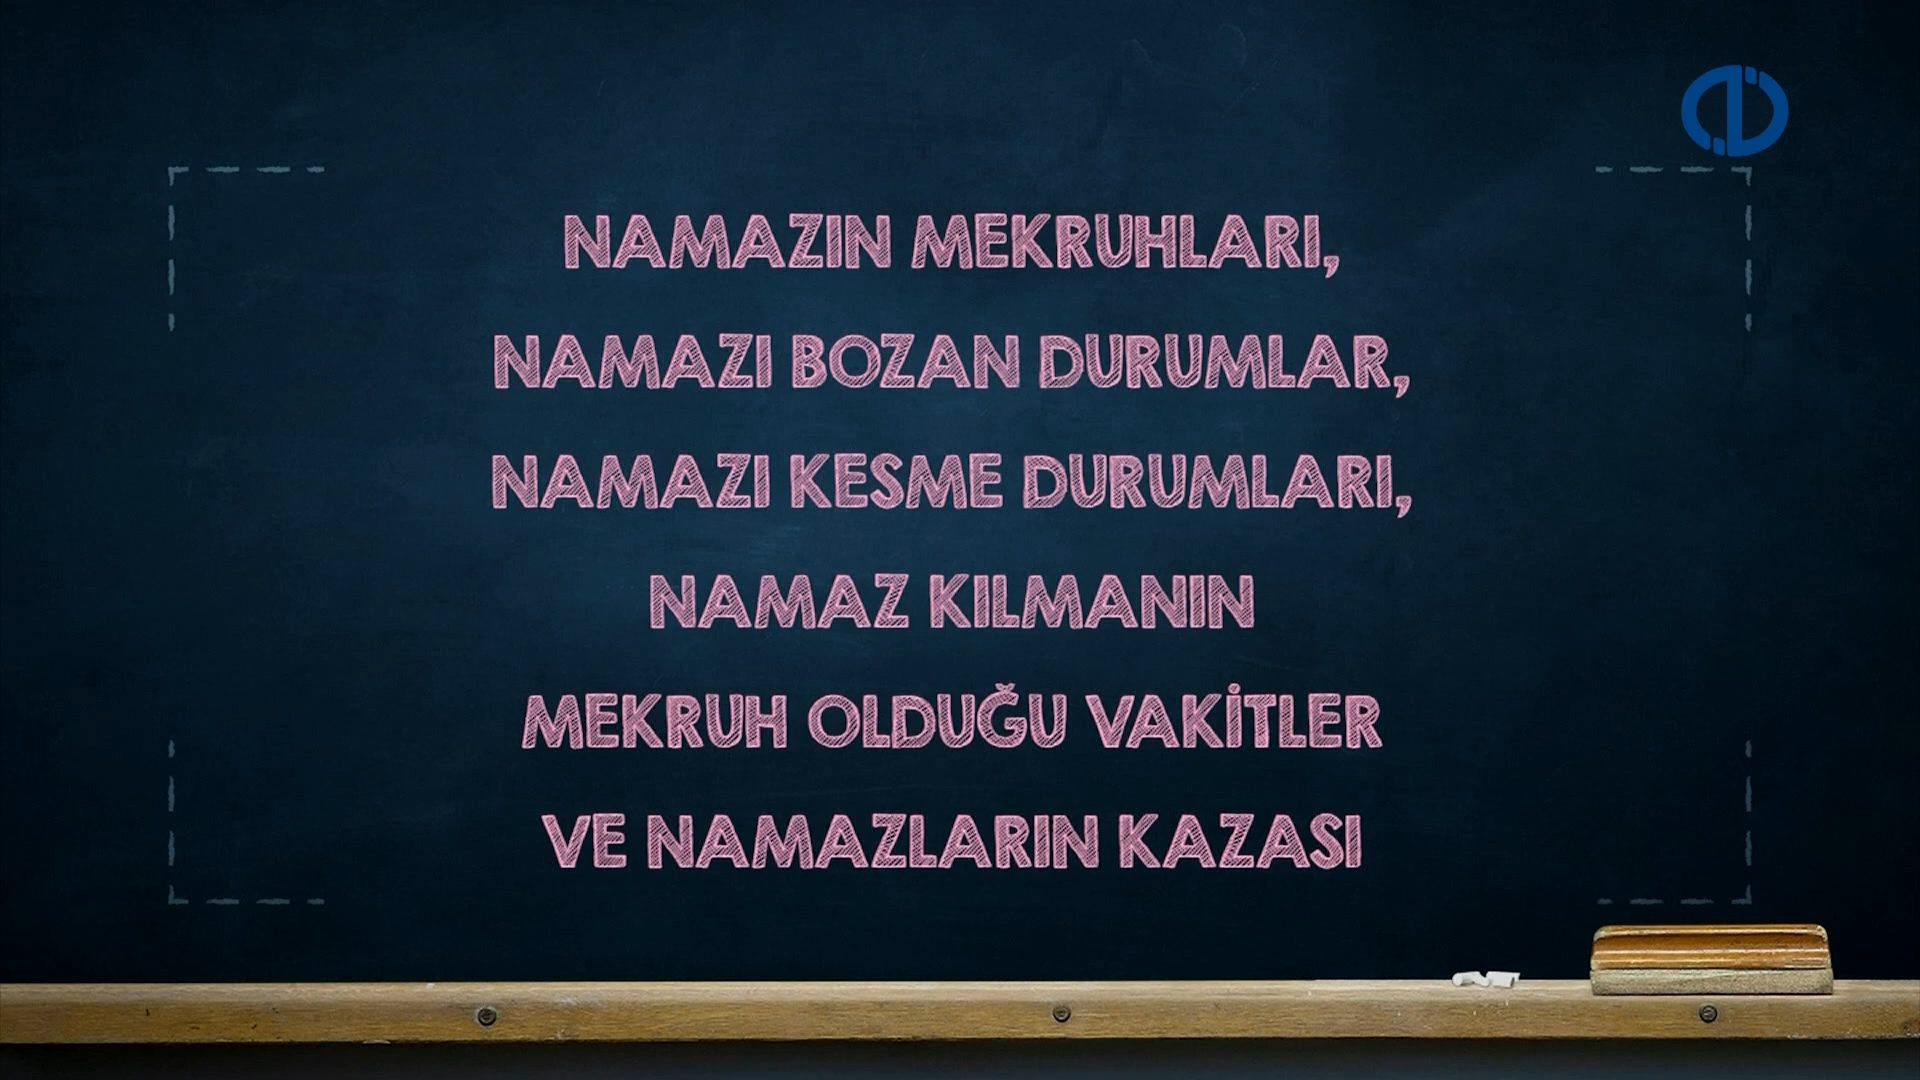 NAMAZIN MEKRUHLARI,
NAMAZI BOZAN DURUMLAR,
NAMAZI KESME DURUMLARI,
NAMAZ KILMANIN
MEKRUH OLDUĞU VAKİTLER
VE NAMAZLARIN KAZASI